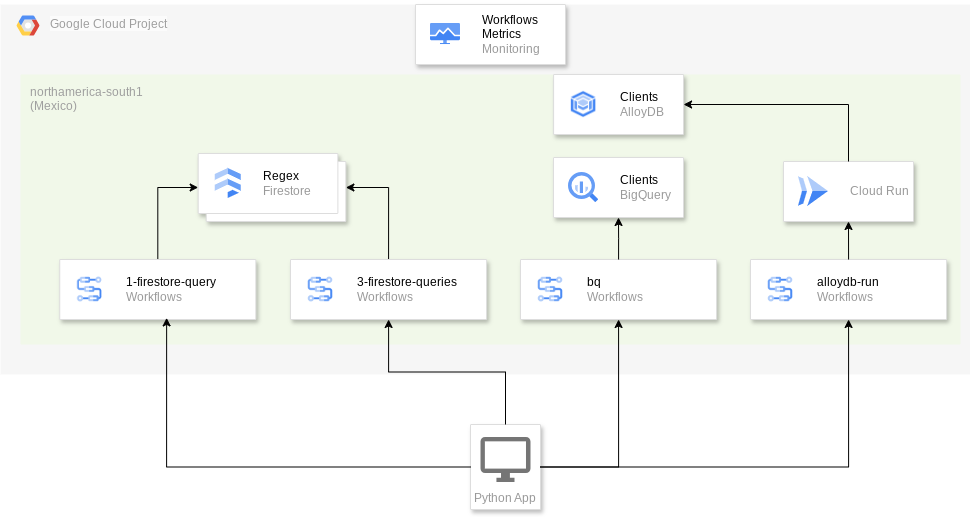 Google Cloud Project
Workflows
Metrics
Monitoring
northamerica-south1
(Mexico)
Clients
AlloyDB
Regex
Firestore
Clients
BigQuery
Cloud Run
1-firestore-query
Workflows
3-firestore-queries
Workflows
bq
Workflows
alloydb-run
Workflows
Python App